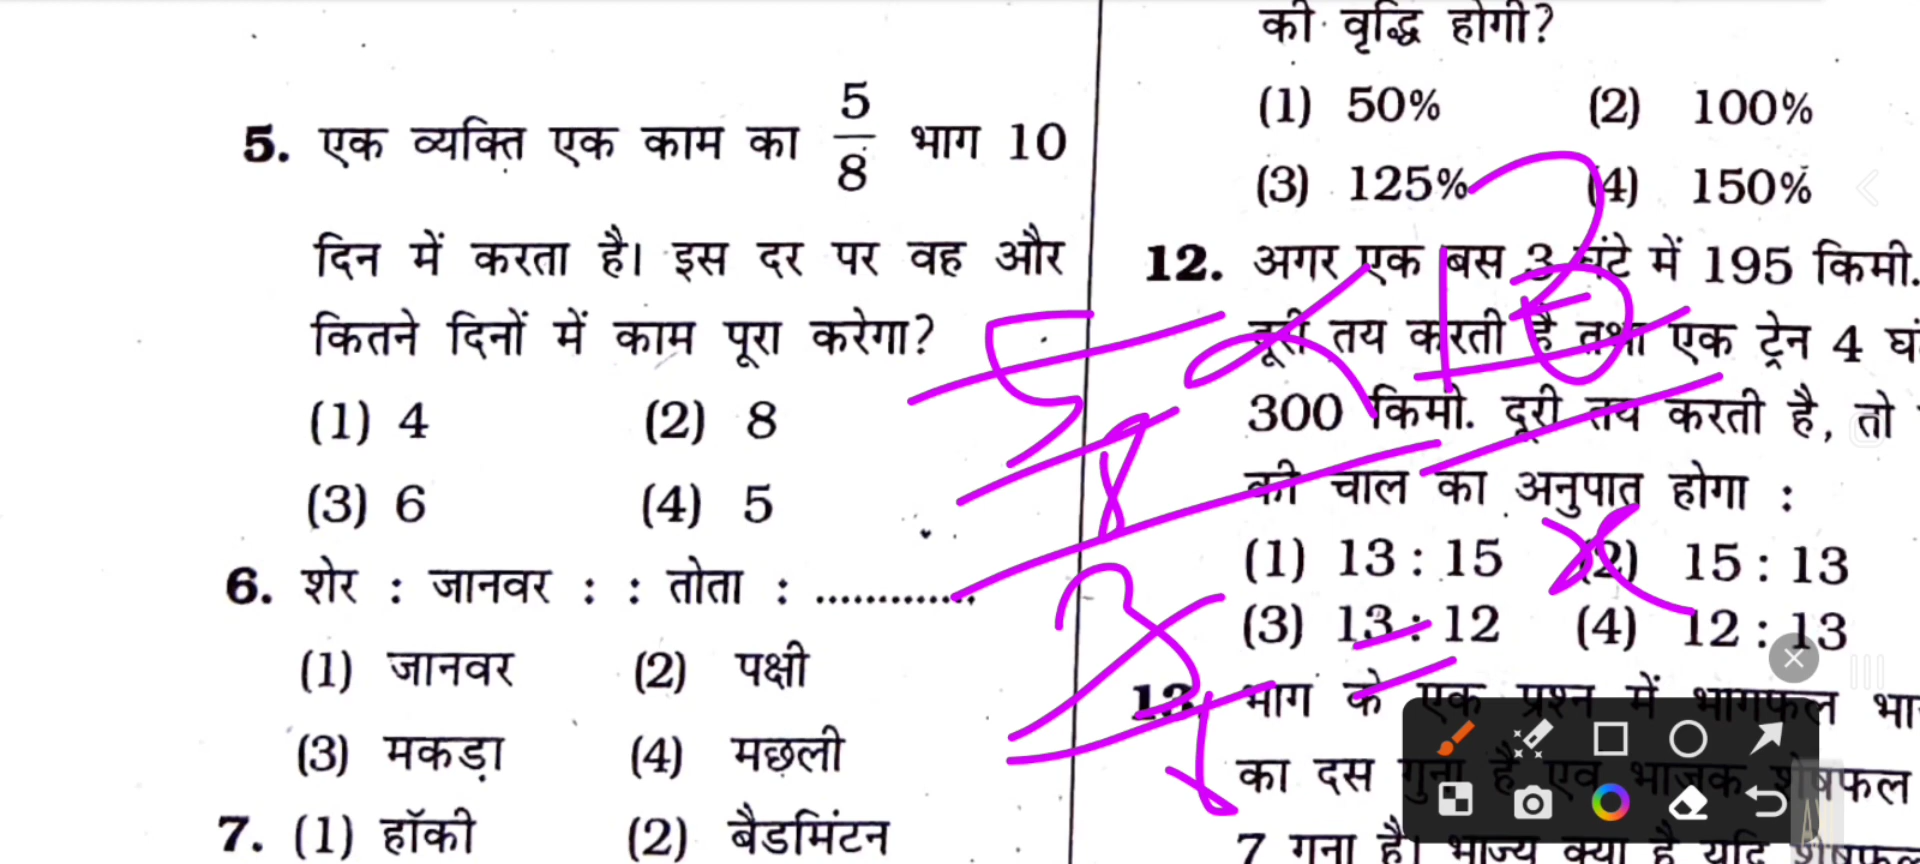 5. एक व्यक्ति एक काम का 5/8 भाग 10
दिन में करता है। इस दर पर वह और
कितने दिनों में काम पूरा करेगा?
(1) 4 (2) 8
(3) 6 (4) 5
6. शेर : जानवर : : तोता : .............
(1) जानवर (2) पक्षी
(3) मकड़ा (4) मछली
7. (1) हॉकी (2) बैडमिंटन
की वृद्धि होगी?
(1) 50% (2) 100%
(3) 125% (4) 150%
12. अगर एक बस 3 घंटे में 195 किमी.
दूरी तय करती है तथा एक ट्रेन 4
300 किमी. दूरी तय करती है, तो
की चाल का अनुपात होगा :
(1) 13 : 15 (2) 15 : 13
(3) 13 : 12 (4) 12 : 13
13. भाग के एक प्रश्न में भागफल
का दस गुना है एवं भाजक शेषफल
7 गुना है। भाज्य क्या है यदि
5
8